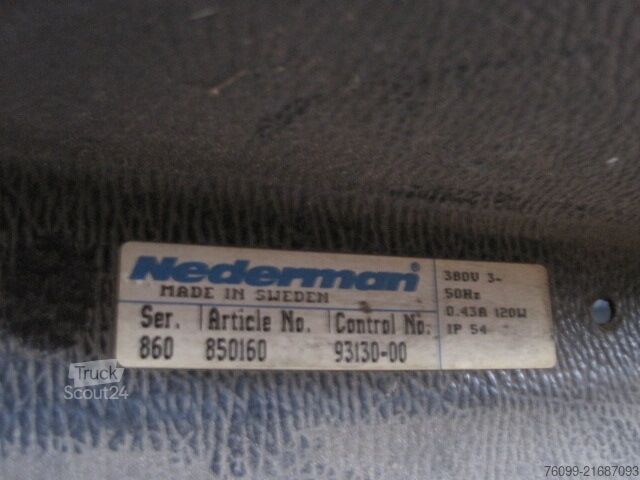 Nederman®
MADE IN SWEDEN
Ser. Article No. Control No.
860 850160 93130-00
380V 3~
50Hz
0.43A 120W
IP 54
Truck
Scout24
76099-21687093